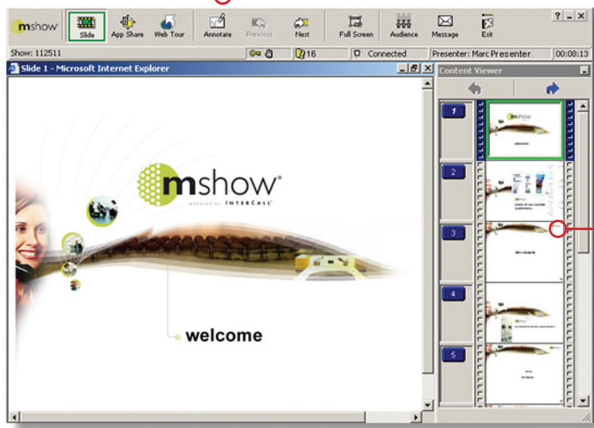 mshow
Slide
App Share
Web Tour
Annotate
Previous
Next
Full Screen
Audience
Message
Exit
? - x
Show: 112511
16
Connected
Presenter: Marc Presenter
00:08:13
Slide 1 - Microsoft Internet Explorer
Content Viewer
mshow®
POWERED BY INTERCALL®
welcome
1
2
3
4
5